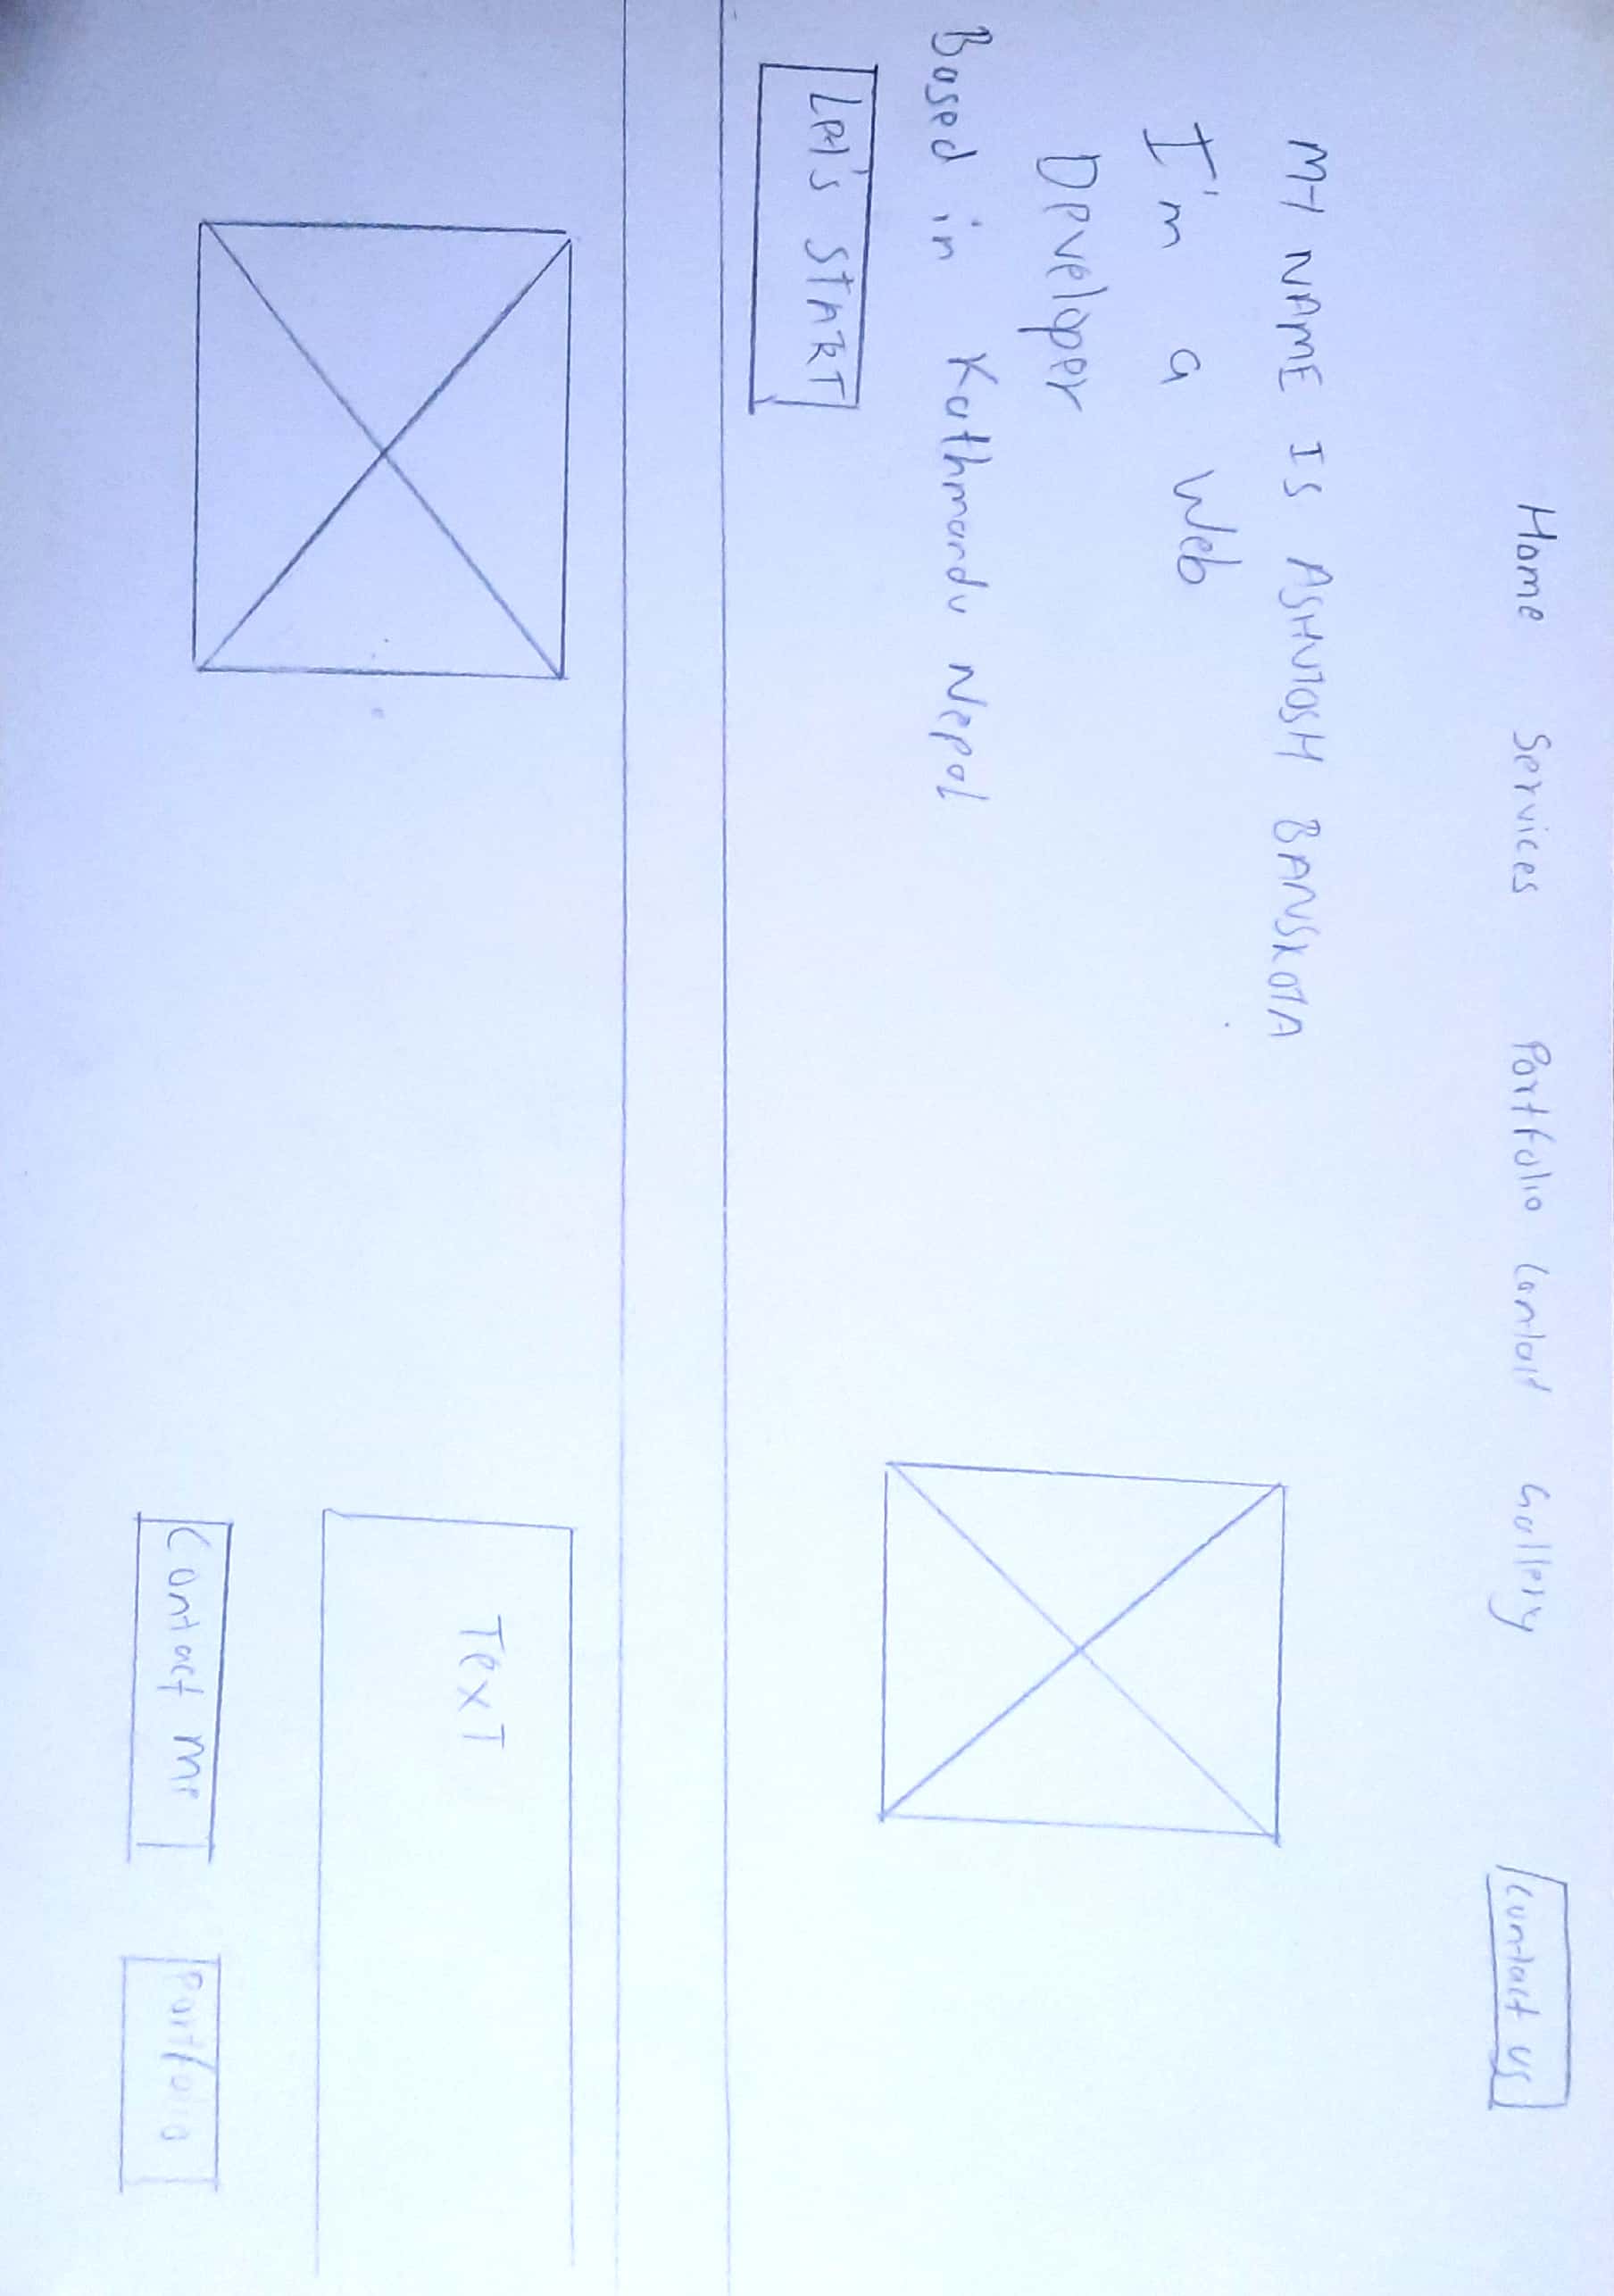 Home Services Portfolio Contact Gallery Contact us
MY NAME IS ASHUTOSH BANSKOTA
I'm a Web
Developer
Based in Kathmandu Nepal
Let's START
Text
Contact me Portfolio